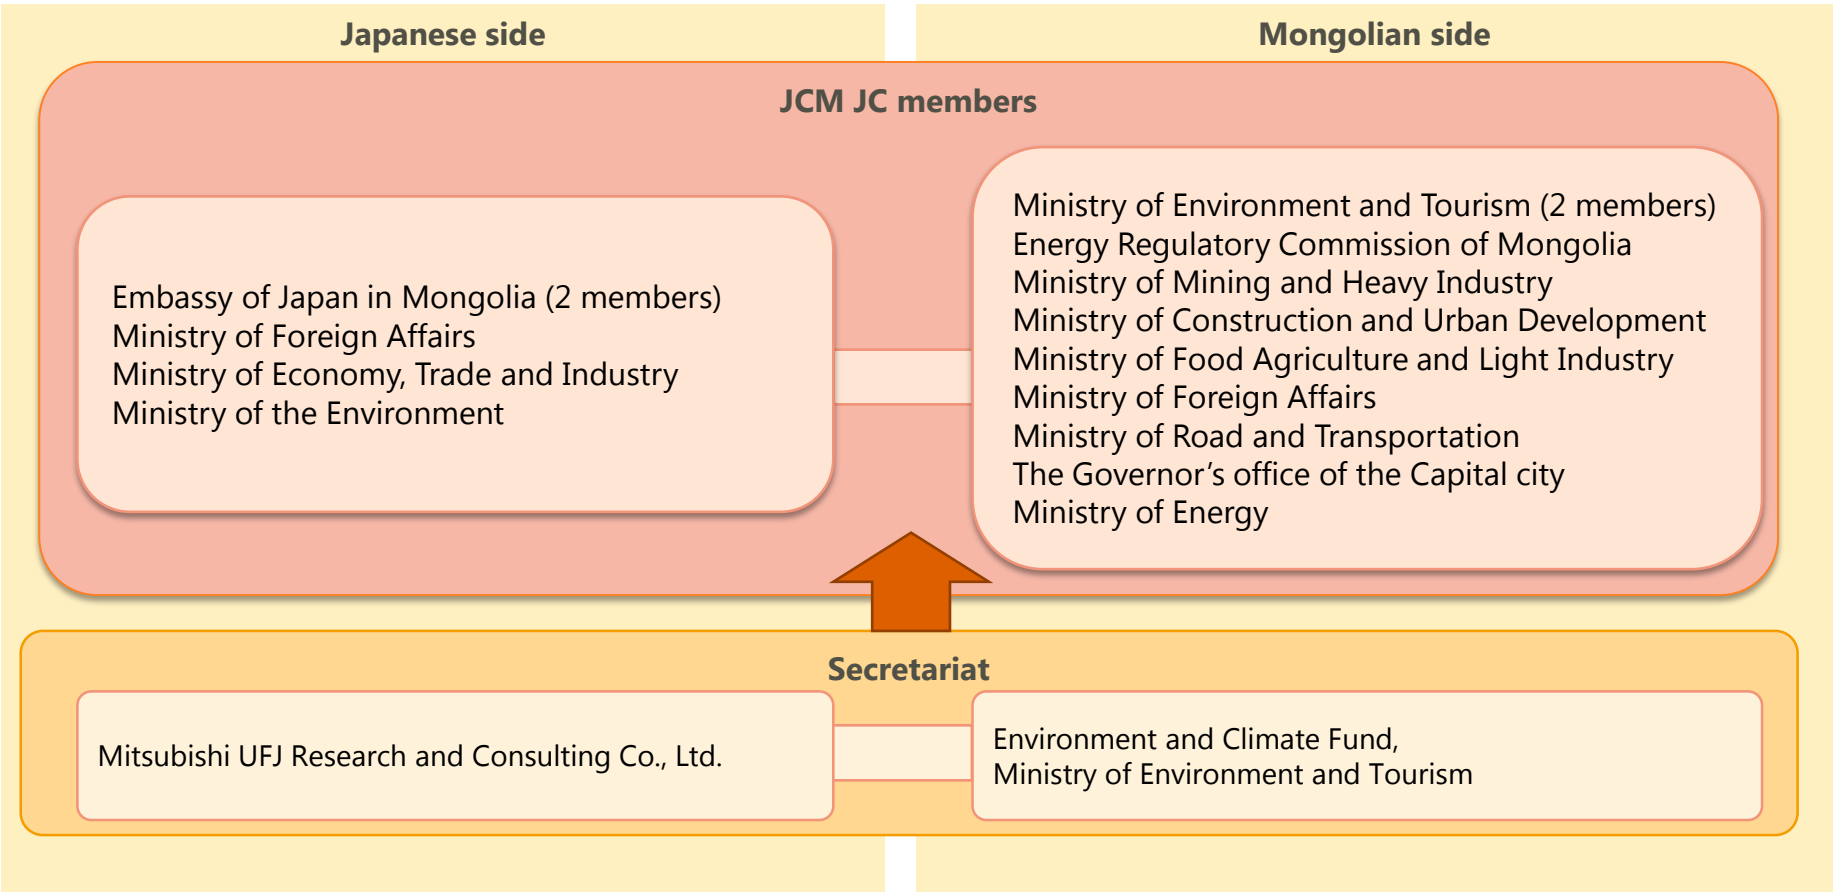 Japanese side
Mongolian side
JCM JC members
Embassy of Japan in Mongolia (2 members)
Ministry of Foreign Affairs
Ministry of Economy, Trade and Industry
Ministry of the Environment
Ministry of Environment and Tourism (2 members)
Energy Regulatory Commission of Mongolia
Ministry of Mining and Heavy Industry
Ministry of Construction and Urban Development
Ministry of Food Agriculture and Light Industry
Ministry of Foreign Affairs
Ministry of Road and Transportation
The Governor’s office of the Capital city
Ministry of Energy
Secretariat
Mitsubishi UFJ Research and Consulting Co., Ltd.
Environment and Climate Fund,
Ministry of Environment and Tourism